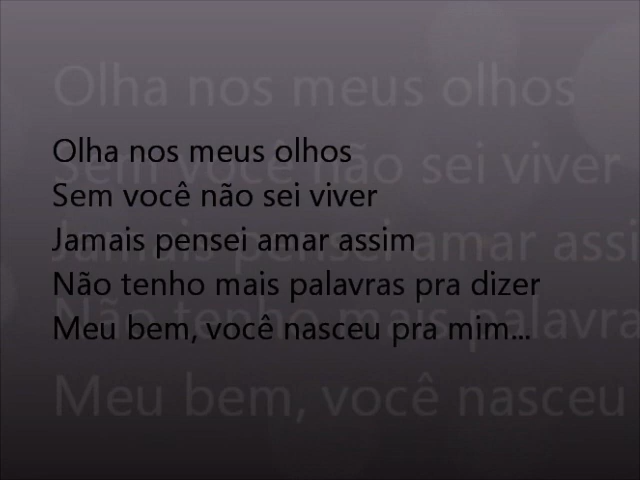 Olha nos meus olhos
Olha nos meus olhos
Sem você não sei viver
Sem você não sei viver
Jamais pensei amar assim
Jamais pensei amar assi
Não tenho mais palavras pra dizer
Não tenho mais palavra
Meu bem, você nasceu pra mim...
Meu bem, você nasceu